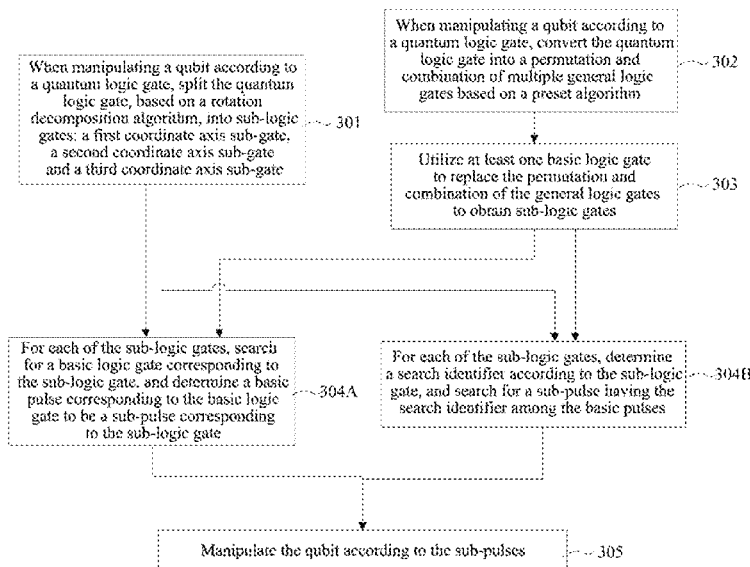 When manipulating a qubit according to
a quantum logic gate, split the quantum
logic gate, based on a rotation
decomposition algorithm, into sub-logic
gates: a first coordinate axis sub-gate,
a second coordinate axis sub-gate
and a third coordinate axis sub-gate
301
When manipulating a qubit according to
a quantum logic gate, convert the quantum
logic gate into a permutation and
combination of multiple general logic
gates based on a preset algorithm
302
Utilize at least one basic logic gate
to replace the permutation and
combination of the general logic gates
to obtain sub-logic gates
303
For each of the sub-logic gates, search
for a basic logic gate corresponding to
the sub-logic gate, and determine a basic
pulse corresponding to the basic logic
gate to be a sub-pulse corresponding
to the sub-logic gate
304A
For each of the sub-logic gates, determine
a search identifier according to the sub-logic
gate, and search for a sub-pulse having the
search identifier among the basic pulses
304B
Manipulate the qubit according to the sub-pulses
305